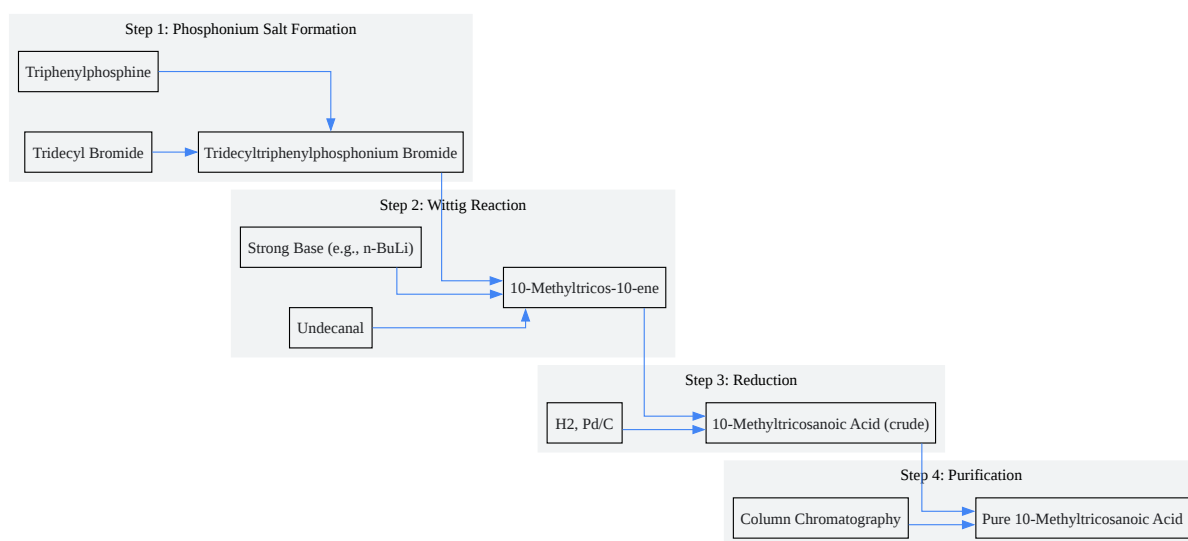 Step 1: Phosphonium Salt Formation
Triphenylphosphine
Tridecyl Bromide
Tridecyltriphenylphosphonium Bromide
Step 2: Wittig Reaction
Strong Base (e.g., n-BuLi)
10-Methyltricos-10-ene
Undecanal
Step 3: Reduction
H2, Pd/C
10-Methyltricosanoic Acid (crude)
Step 4: Purification
Column Chromatography
Pure 10-Methyltricosanoic Acid